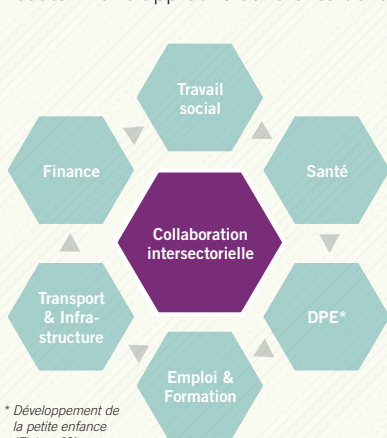 Travail
social
Finance
Santé
Collaboration
intersectorielle
Transport
& Infra-
structure
DPE*
Emploi &
Formation
* Développement de
la petite enfance